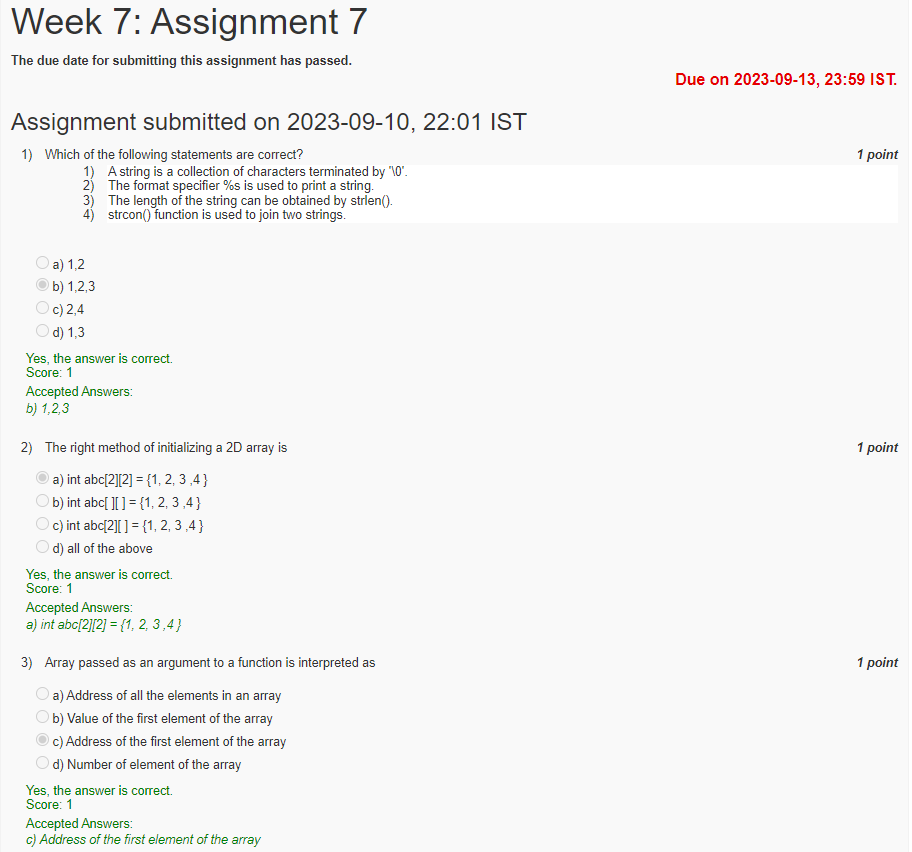 Week 7: Assignment 7
The due date for submitting this assignment has passed.
Due on 2023-09-13, 23:59 IST.
Assignment submitted on 2023-09-10, 22:01 IST
1) Which of the following statements are correct? 1 point
1) A string is a collection of characters terminated by '\0'.
2) The format specifier %s is used to print a string.
3) The length of the string can be obtained by strlen().
4) strcon() function is used to join two strings.
a) 1,2
b) 1,2,3
c) 2,4
d) 1,3
Yes, the answer is correct.
Score: 1
Accepted Answers:
b) 1,2,3
2) The right method of initializing a 2D array is 1 point
a) int abc[2][2] = {1, 2, 3 ,4 }
b) int abc[ ][ ] = {1, 2, 3 ,4 }
c) int abc[2][ ] = {1, 2, 3 ,4 }
d) all of the above
Yes, the answer is correct.
Score: 1
Accepted Answers:
a) int abc[2][2] = {1, 2, 3 ,4 }
3) Array passed as an argument to a function is interpreted as 1 point
a) Address of all the elements in an array
b) Value of the first element of the array
c) Address of the first element of the array
d) Number of element of the array
Yes, the answer is correct.
Score: 1
Accepted Answers:
c) Address of the first element of the array